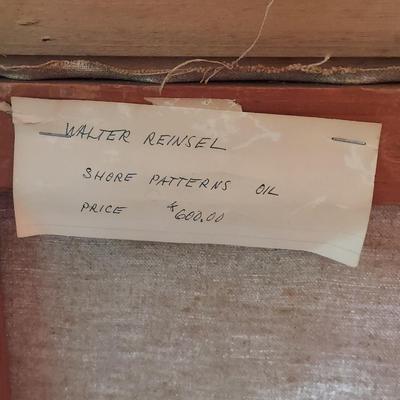 WALTER REINSEL
SHORE PATTERNS OIL
PRICE $600.00